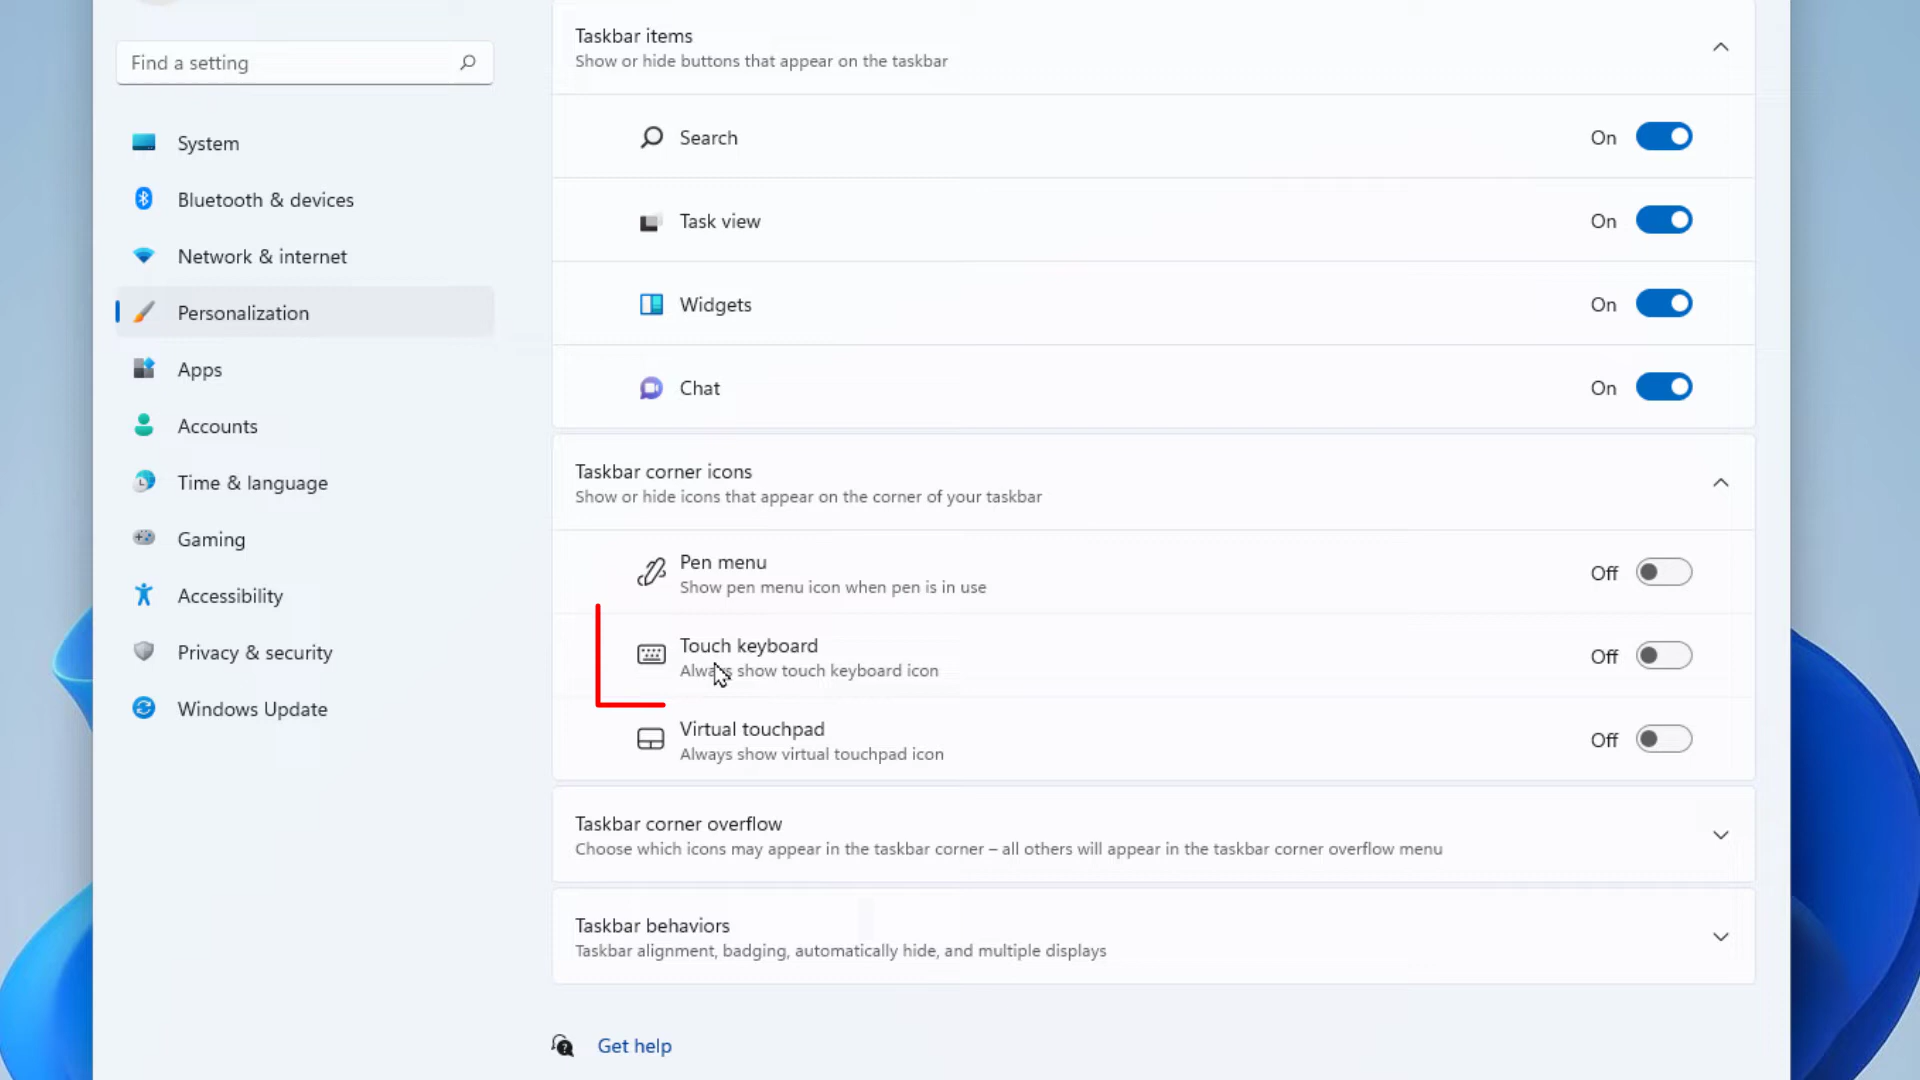 Find a setting
System
Bluetooth & devices
Network & internet
Personalization
Apps
Accounts
Time & language
Gaming
Accessibility
Privacy & security
Windows Update
Taskbar items
Show or hide buttons that appear on the taskbar
Search On
Task view On
Widgets On
Chat On
Taskbar corner icons
Show or hide icons that appear on the corner of your taskbar
Pen menu Off
Show pen menu icon when pen is in use
Touch keyboard Off
Always show touch keyboard icon
Virtual touchpad Off
Always show virtual touchpad icon
Taskbar corner overflow
Choose which icons may appear in the taskbar corner – all others will appear in the taskbar corner overflow menu
Taskbar behaviors
Taskbar alignment, badging, automatically hide, and multiple displays
Get help